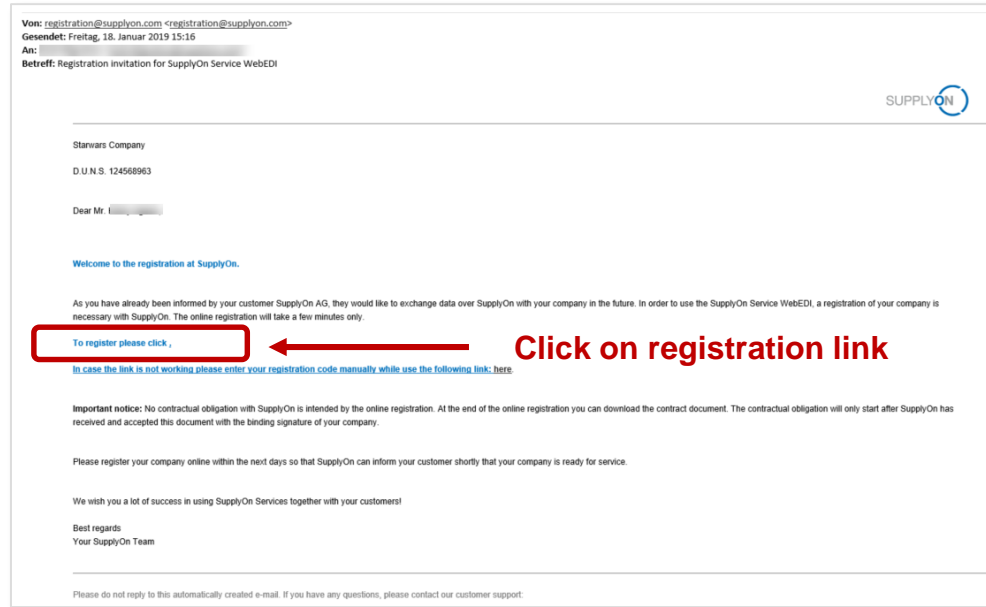 Von: registration@supplyon.com <registration@supplyon.com>
Gesendet: Freitag, 18. Januar 2019 15:16
An:
Betreff: Registration invitation for SupplyOn Service WebEDI
SUPPLYON
Starwars Company
D.U.N.S. 124568963
Dear Mr.
Welcome to the registration at SupplyOn.
As you have already been informed by your customer SupplyOn AG, they would like to exchange data over SupplyOn with your company in the future. In order to use the SupplyOn Service WebEDI, a registration of your company is
necessary with SupplyOn. The online registration will take a few minutes only.
To register please click ,
Click on registration link
In case the link is not working please enter your registration code manually while use the following link: here.
Important notice: No contractual obligation with SupplyOn is intended by the online registration. At the end of the online registration you can download the contract document. The contractual obligation will only start after SupplyOn has
received and accepted this document with the binding signature of your company.
Please register your company online within the next days so that SupplyOn can inform your customer shortly that your company is ready for service.
We wish you a lot of success in using SupplyOn Services together with your customers!
Best regards
Your SupplyOn Team
Please do not reply to this automatically created e-mail. If you have any questions, please contact our customer support: